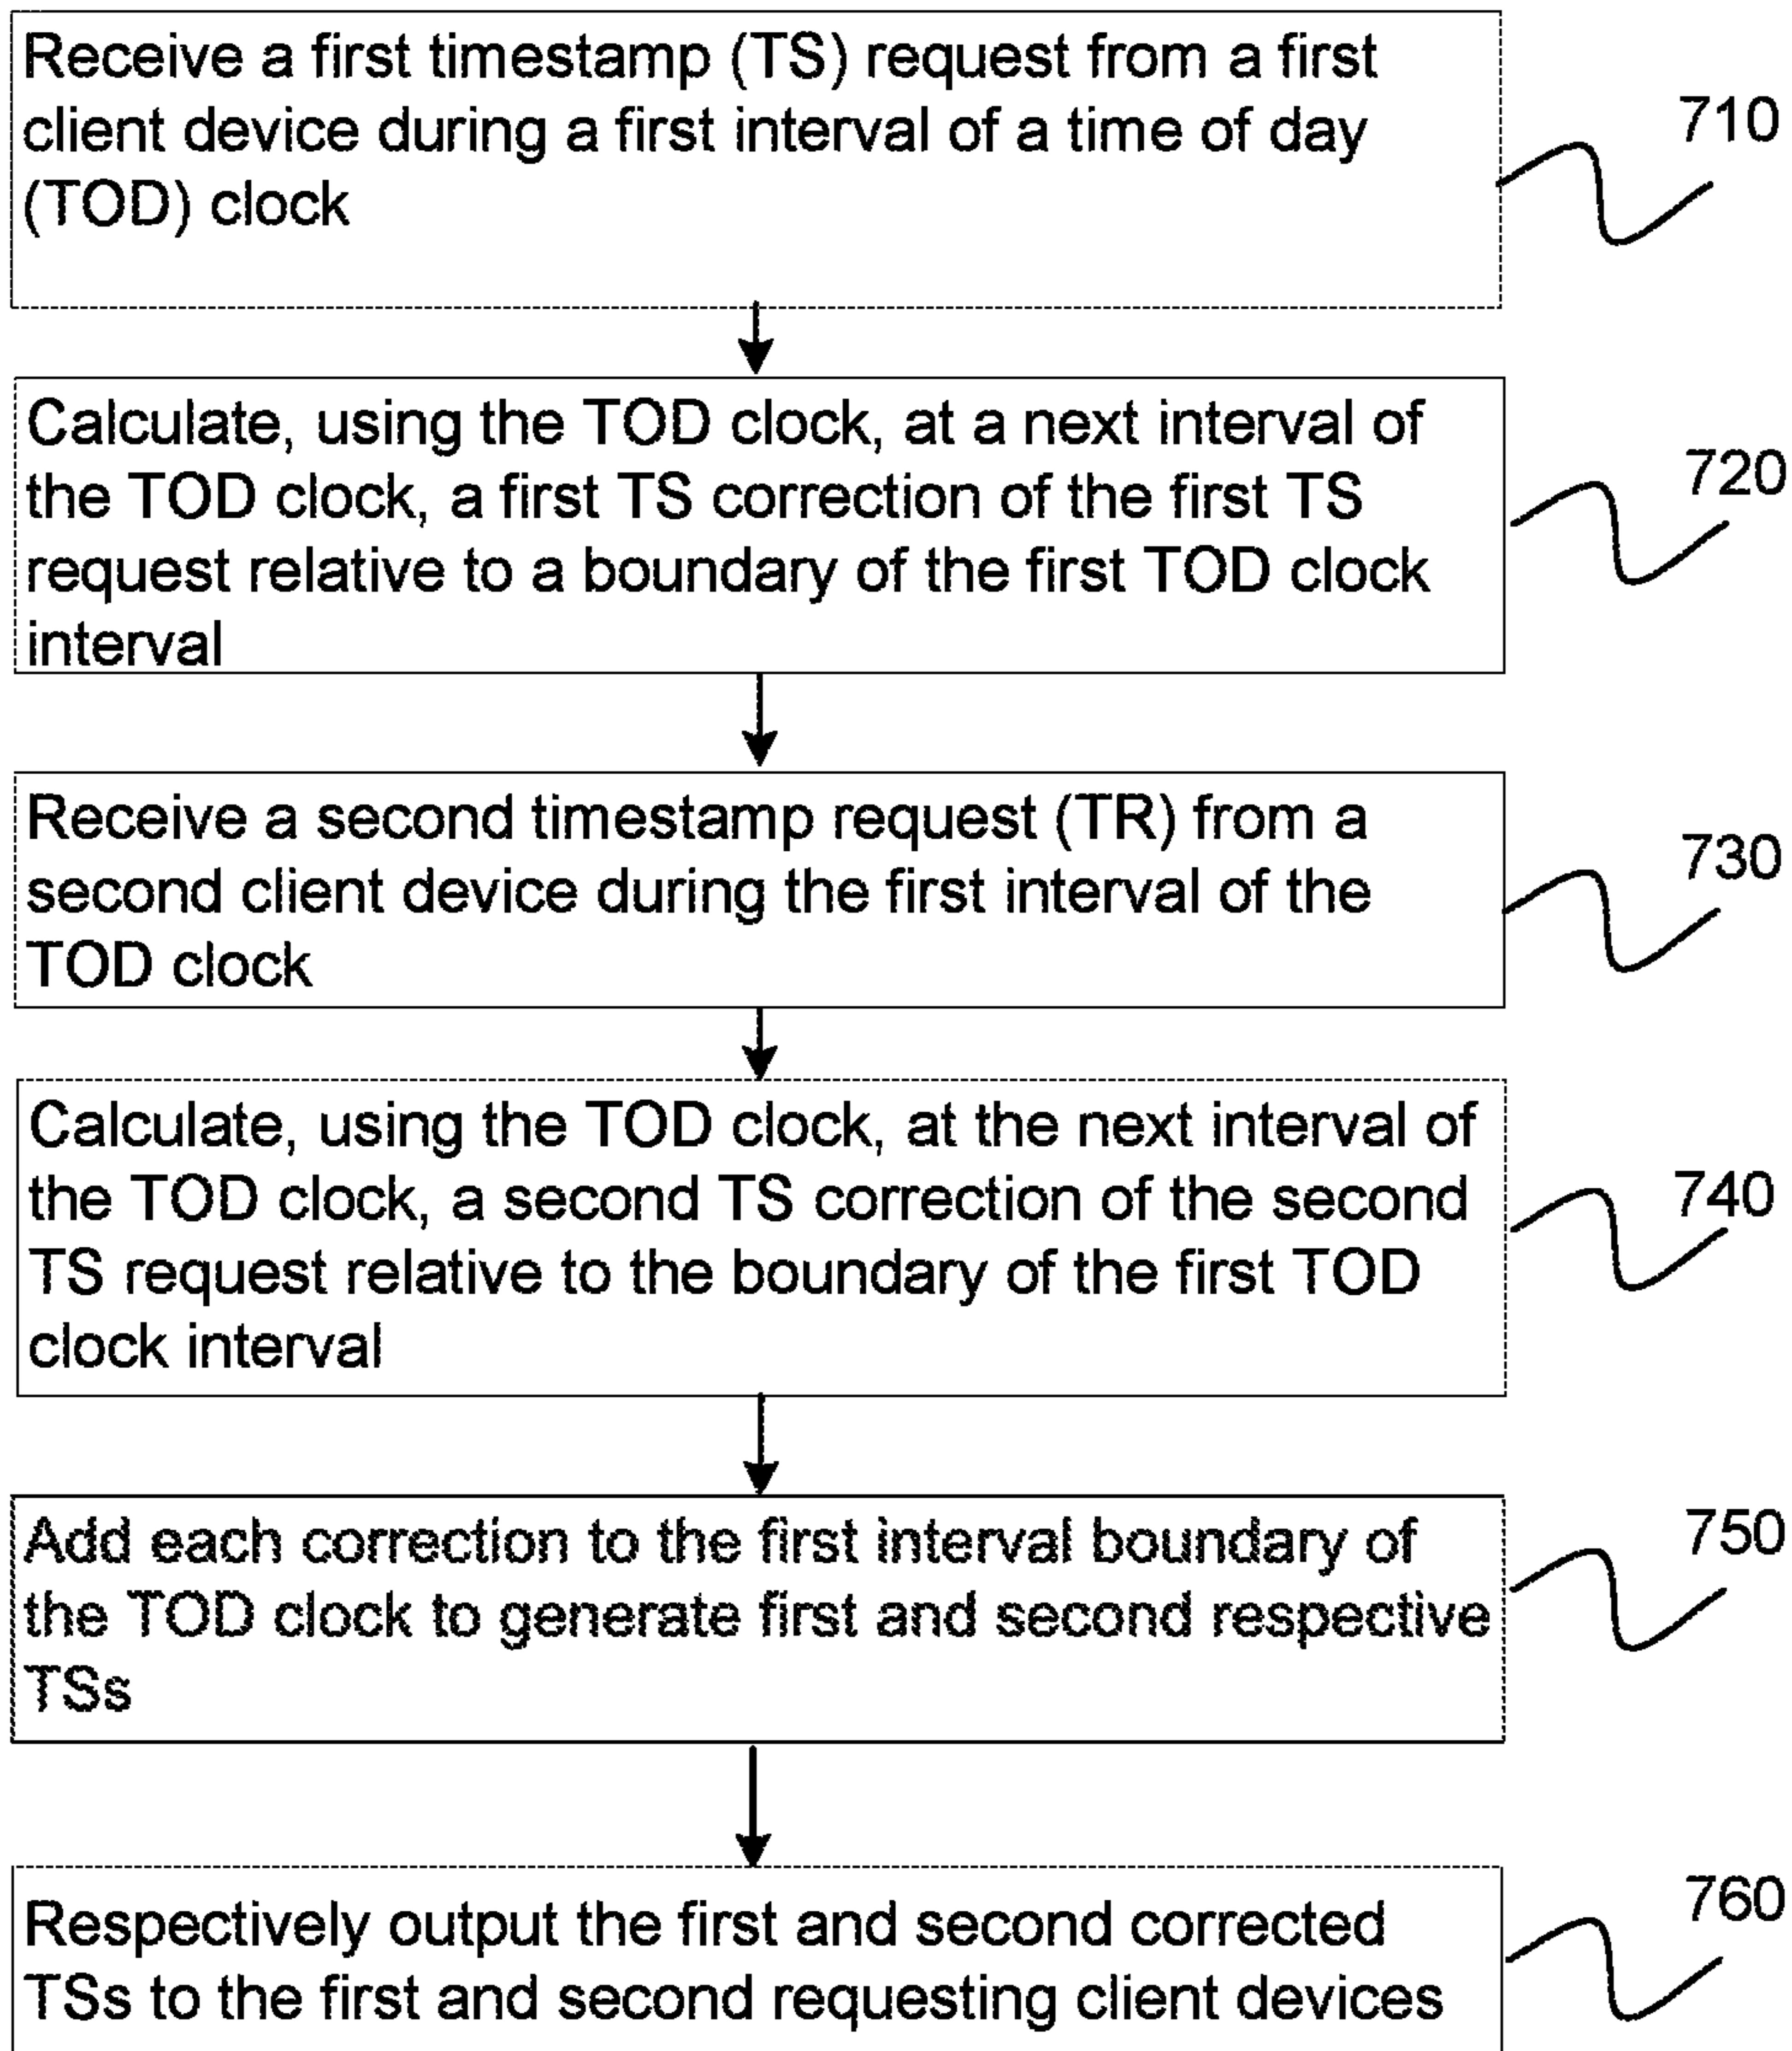 Receive a first timestamp (TS) request from a first
client device during a first interval of a time of day
(TOD) clock
710
Calculate, using the TOD clock, at a next interval of
the TOD clock, a first TS correction of the first TS
request relative to a boundary of the first TOD clock
interval
720
Receive a second timestamp request (TR) from a
second client device during the first interval of the
TOD clock
730
Calculate, using the TOD clock, at the next interval of
the TOD clock, a second TS correction of the second
TS request relative to the boundary of the first TOD
clock interval
740
Add each correction to the first interval boundary of
the TOD clock to generate first and second respective
TSs
750
Respectively output the first and second corrected
TSs to the first and second requesting client devices
760